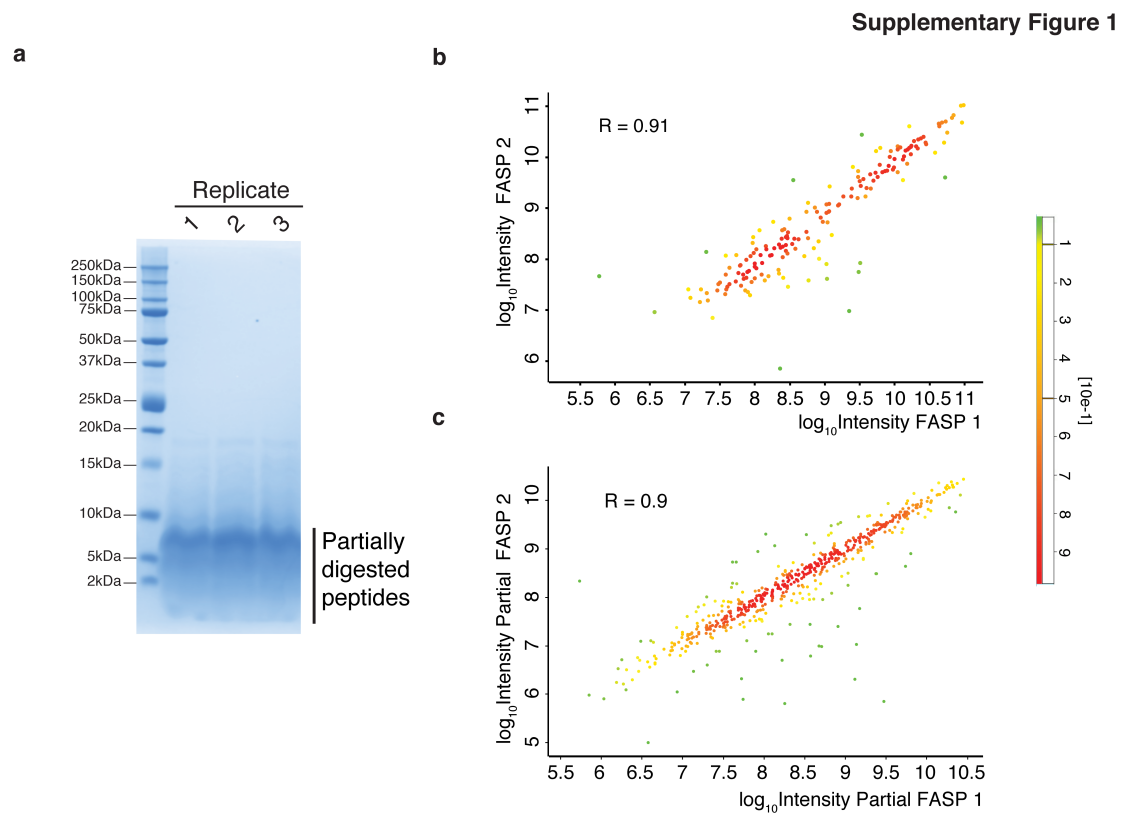 Supplementary Figure 1
a
Replicate
1 2 3
250kDa
150kDa
100kDa
75kDa
50kDa
37kDa
25kDa
20kDa
15kDa
10kDa
5kDa
2kDa
Partially
digested
peptides
b
R = 0.91
log10Intensity FASP 2
11
10
9
8
7
6
5.5 6 6.5 7 7.5 8 8.5 9 9.5 10 10.5 11
log10Intensity FASP 1
c
R = 0.9
log10Intensity Partial FASP 2
10
9
8
7
6
5
5.5 6 6.5 7 7.5 8 8.5 9 9.5 10 10.5
log10Intensity Partial FASP 1
1
2
3
4
5
6
7
8
9
[10e-1]